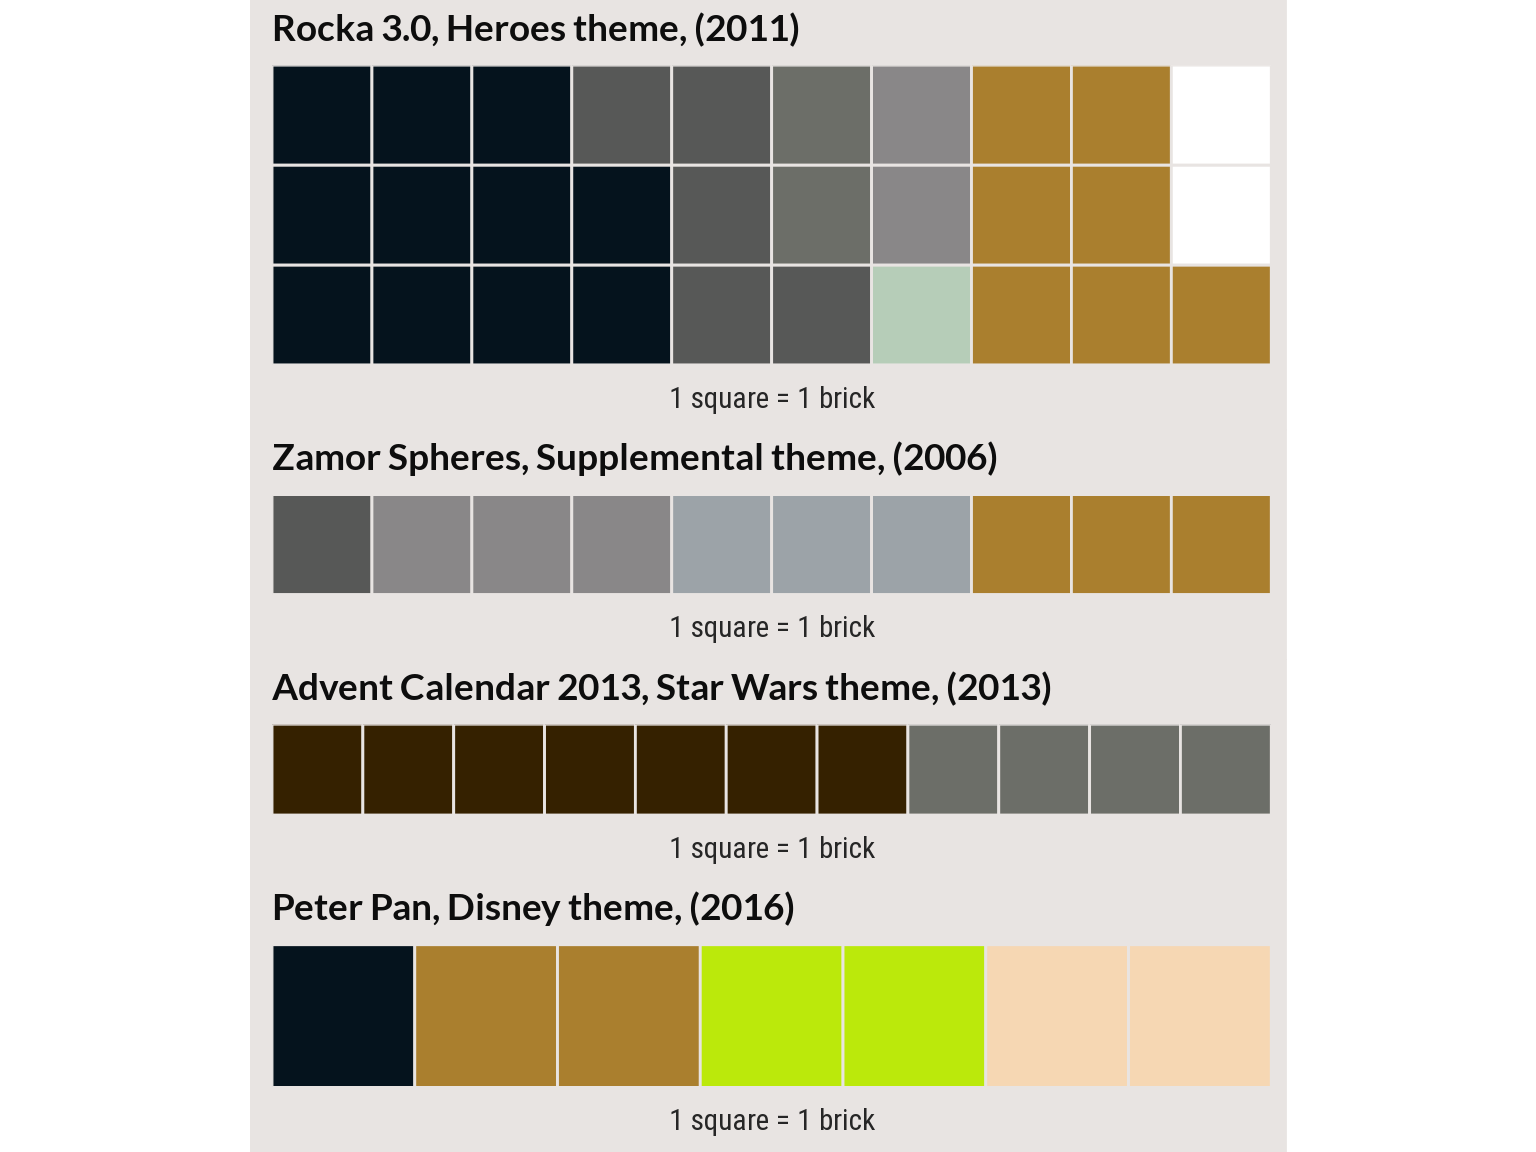 Rocka 3.0, Heroes theme, (2011)
1 square = 1 brick
Zamor Spheres, Supplemental theme, (2006)
1 square = 1 brick
Advent Calendar 2013, Star Wars theme, (2013)
1 square = 1 brick
Peter Pan, Disney theme, (2016)
1 square = 1 brick